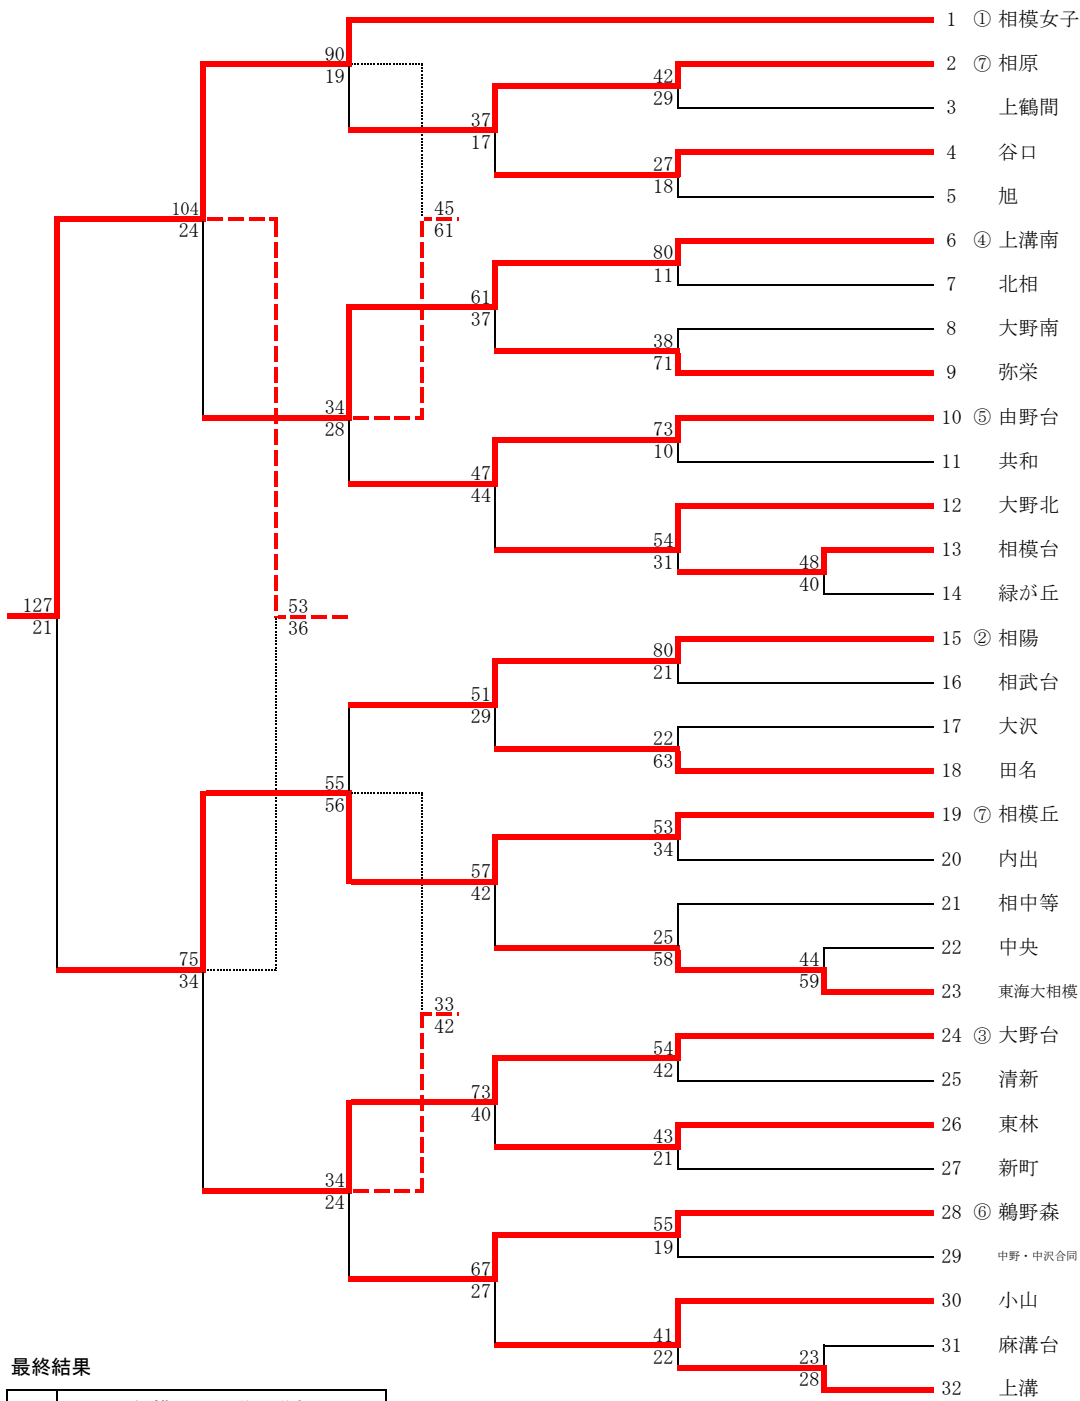 1 ① 相模女子
90
19
2 ⑦ 相原
42
29
3 上鶴間
37
17
4 谷口
27
18
5 旭
104
24
45
61
6 ④ 上溝南
80
11
7 北相
61
37
8 大野南
38
71
9 弥栄
34
28
10 ⑤ 由野台
73
10
11 共和
47
44
12 大野北
54
31
13 相模台
48
40
14 緑が丘
127
21
53
36
15 ② 相陽
80
21
16 相武台
51
29
17 大沢
22
63
18 田名
55
56
19 ⑦ 相模丘
53
34
20 内出
57
42
21 相中等
25
58
22 中央
44
59
23 東海大相模
75
34
33
42
24 ③ 大野台
54
42
25 清新
73
40
26 東林
43
21
27 新町
34
24
28 ⑥ 鵜野森
55
19
29 中野・中沢合同
67
27
30 小山
41
22
31 麻溝台
23
28
32 上溝
最終結果